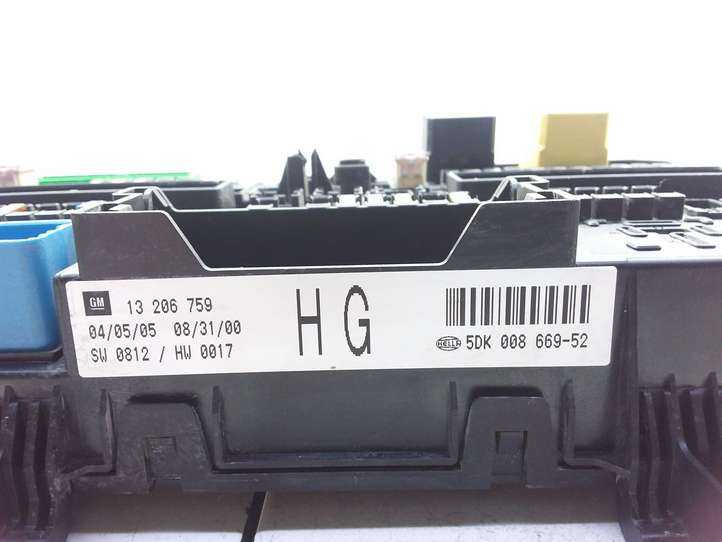 GM 13 206 759
04/05/05 08/31/00
SW 0812 / HW 0017
HG
HELLA 5DK 008 669-52